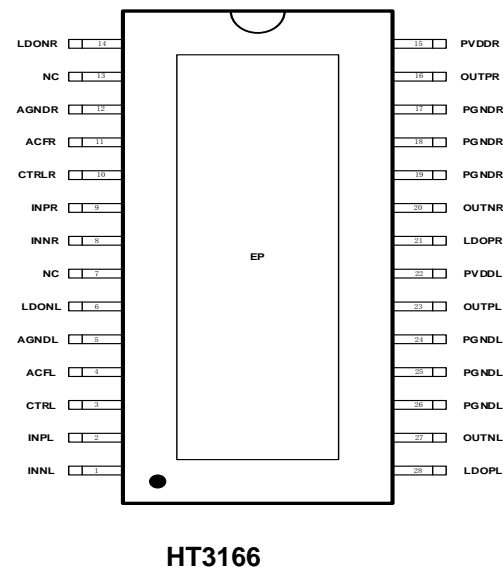 LDONR 14 15 PVDDR
NC 13 16 OUTPR
AGNDR 12 17 PGNDR
ACFR 11 18 PGNDR
CTRLR 10 19 PGNDR
INPR 9 20 OUTNR
INNR 8 21 LDOPR
EP
NC 7 22 PVDDL
LDONL 6 23 OUTPL
AGNDL 5 24 PGNDL
ACFL 4 25 PGNDL
CTRL 3 26 PGNDL
INPL 2 27 OUTNL
INNL 1 28 LDOPL
HT3166